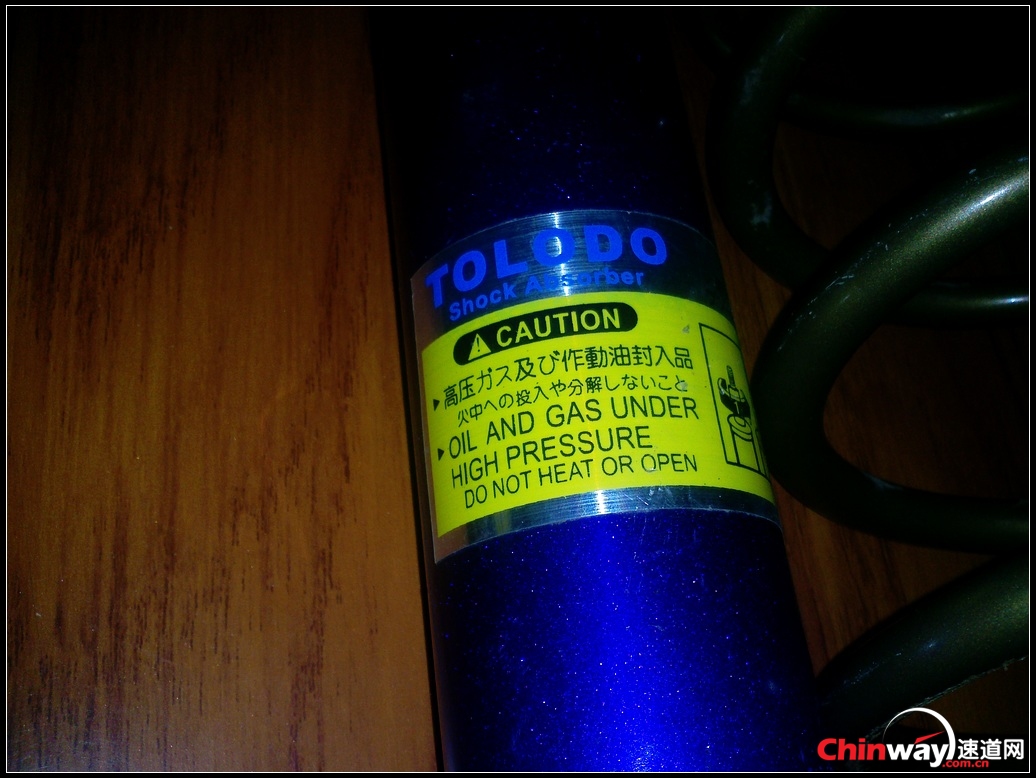 TOLODO
Shock Absorber
CAUTION
高圧ガス及び作動油封入品
火中への投入や分解しないこと
OIL AND GAS UNDER
HIGH PRESSURE
DO NOT HEAT OR OPEN
Chinway速道网
.com.cn